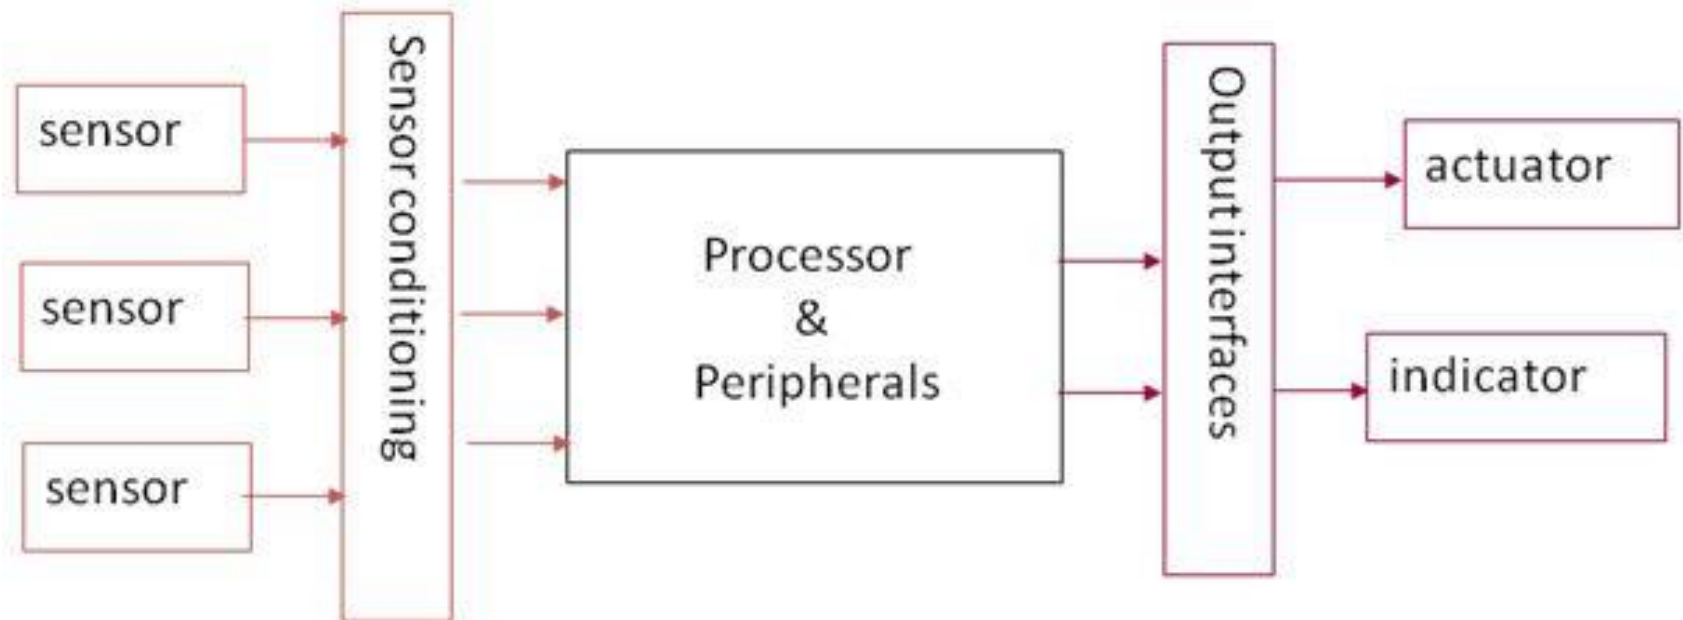 sensor
sensor
sensor
Sensor conditioning
Processor
&
Peripherals
Output interfaces
actuator
indicator